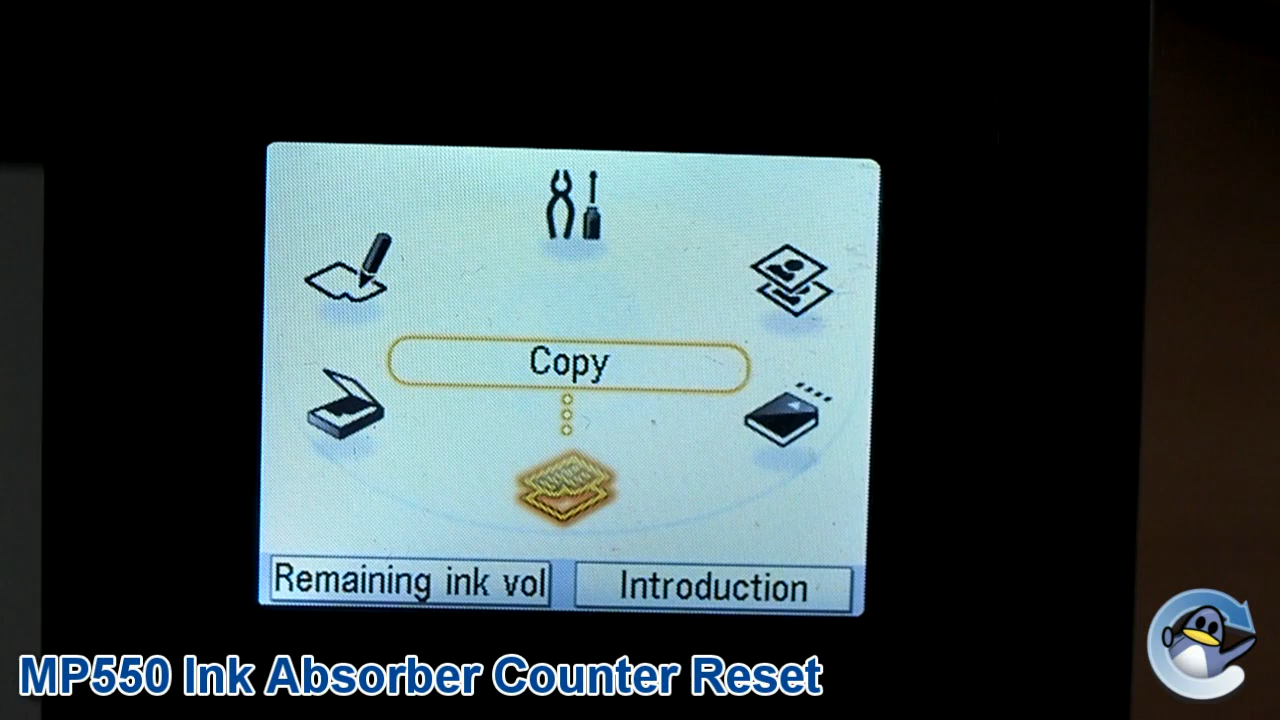 Copy
Remaining ink vol
Introduction
MP550 Ink Absorber Counter Reset